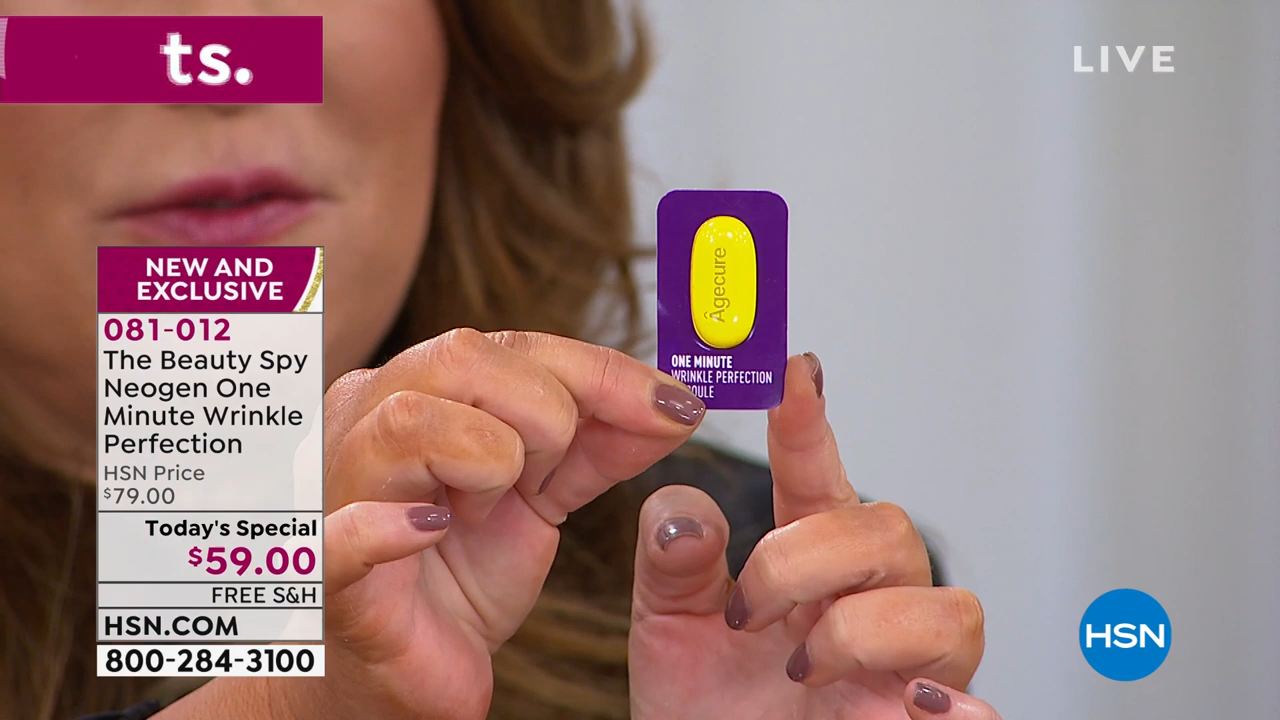 ts.
LIVE
NEW AND
EXCLUSIVE
081-012
The Beauty Spy
Neogen One
Minute Wrinkle
Perfection
HSN Price
$79.00
Today's Special
$59.00
FREE S&H
HSN.COM
800-284-3100
Âgecure
ONE MINUTE
WRINKLE PERFECTION
HSN